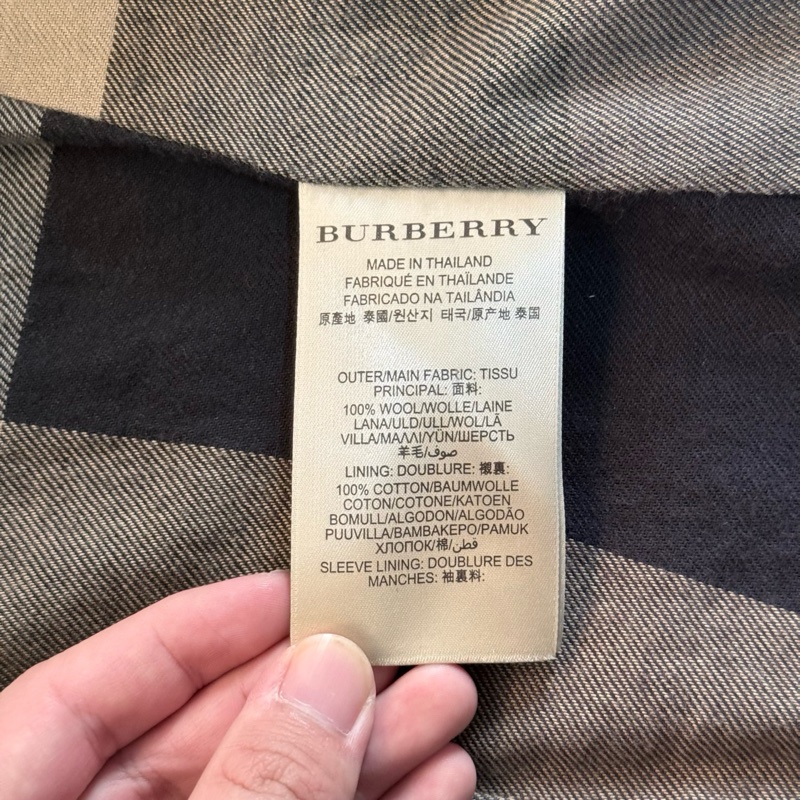 BURBERRY
MADE IN THAILAND
FABRIQUÉ EN THAÏLANDE
FABRICADO NA TAILÂNDIA
原產地 泰國/원산지 태국/原产地 泰国
OUTER/MAIN FABRIC: TISSU
PRINCIPAL: 面料:
100% WOOL/WOLLE/LAINE
LANA/ULD/ULL/WOL/LÃ
VILLA/ΜΑΛΛΙ/YÜN/ШЕРСТЬ
羊毛/صوف
LINING: DOUBLURE: 襯裏:
100% COTTON/BAUMWOLLE
COTON/COTONE/KATOEN
BOMULL/ALGODON/ALGODÃO
PUUVILLA/ΒΑΜΒΑΚΕΡΟ/PAMUK
ХЛОПОК/棉/قطن
SLEEVE LINING: DOUBLURE DES
MANCHES: 袖裏料: